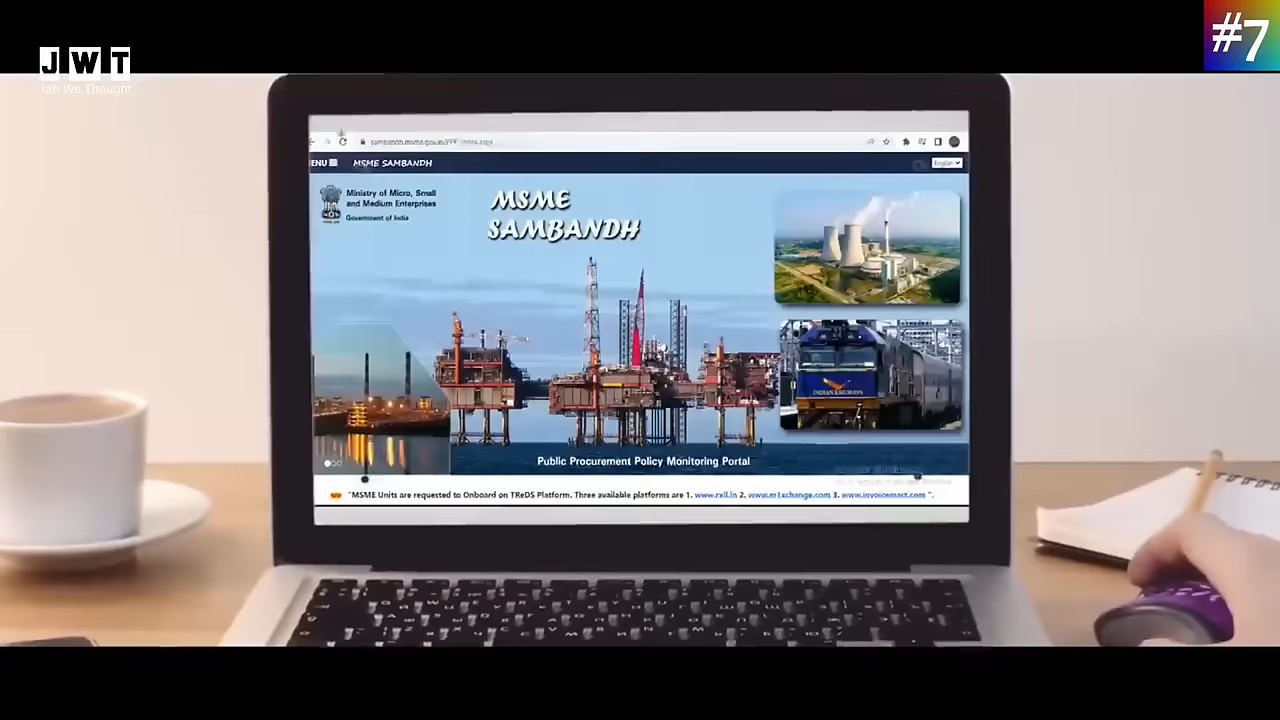 #7
JWT
Jab We Thought
ENU
MSME SAMBANDH
English
Ministry of Micro, Small
and Medium Enterprises
Government of India
MSME
SAMBANDH
INDIAN RAILWAYS
Public Procurement Policy Monitoring Portal
"MSME Units are requested to Onboard on TReDS Platform. Three available platforms are 1. www.rxil.in 2. www.m1xchange.com 3. www.invoicemart.com ".